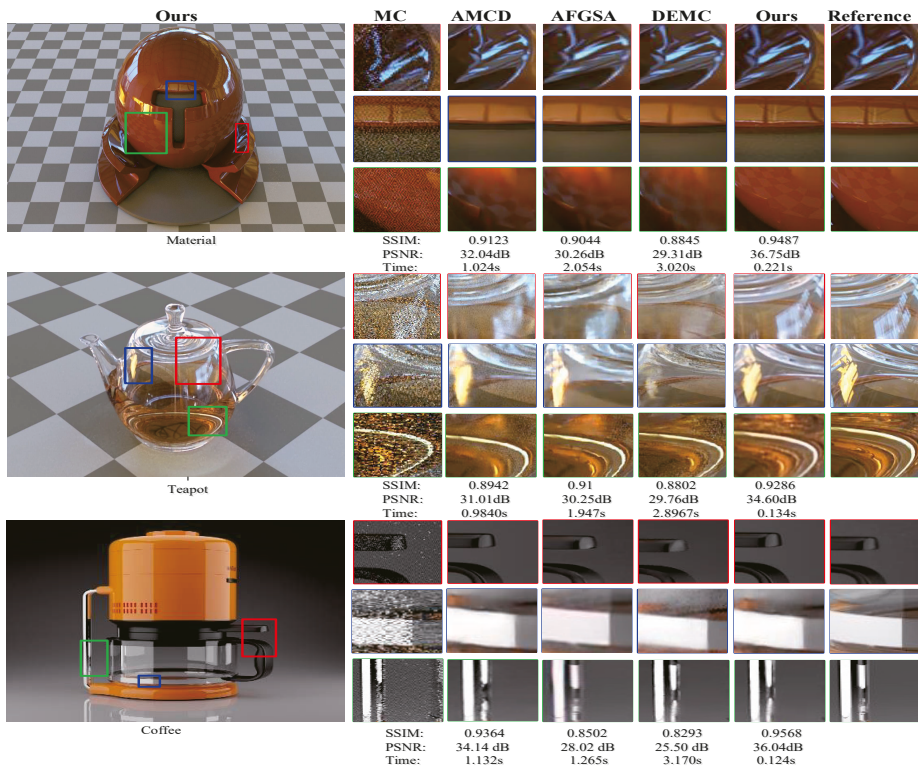 Ours MC AMCD AFGSA DEMC Ours Reference
Material
SSIM: 0.9123 0.9044 0.8845 0.9487
PSNR: 32.04dB 30.26dB 29.31dB 36.75dB
Time: 1.024s 2.054s 3.020s 0.221s
Teapot
SSIM: 0.8942 0.91 0.8802 0.9286
PSNR: 31.01dB 30.25dB 29.76dB 34.60dB
Time: 0.9840s 1.947s 2.8967s 0.134s
Coffee
SSIM: 0.9364 0.8502 0.8293 0.9568
PSNR: 34.14 dB 28.02 dB 25.50 dB 36.04dB
Time: 1.132s 1.265s 3.170s 0.124s